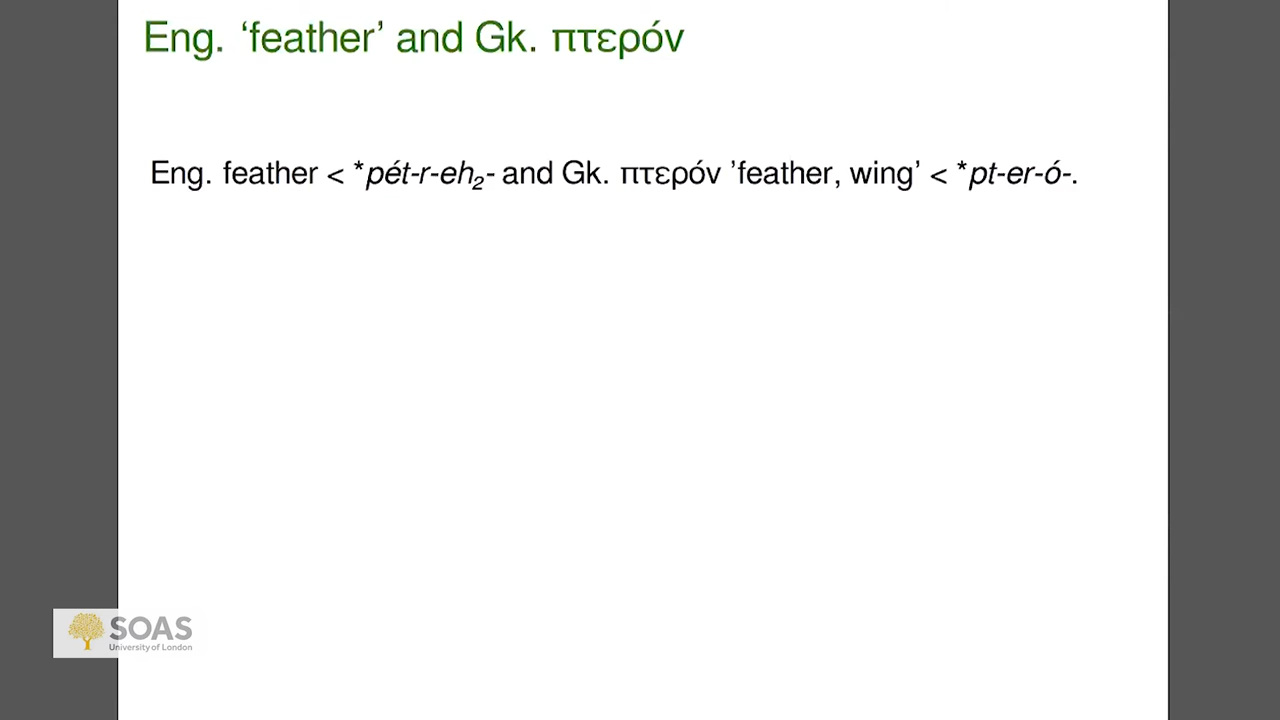 Eng. ‘feather’ and Gk. πτερόν
Eng. feather < *pét-r-eh₂- and Gk. πτερόν ’feather, wing’ < *pt-er-ó-.
SOAS
University of London